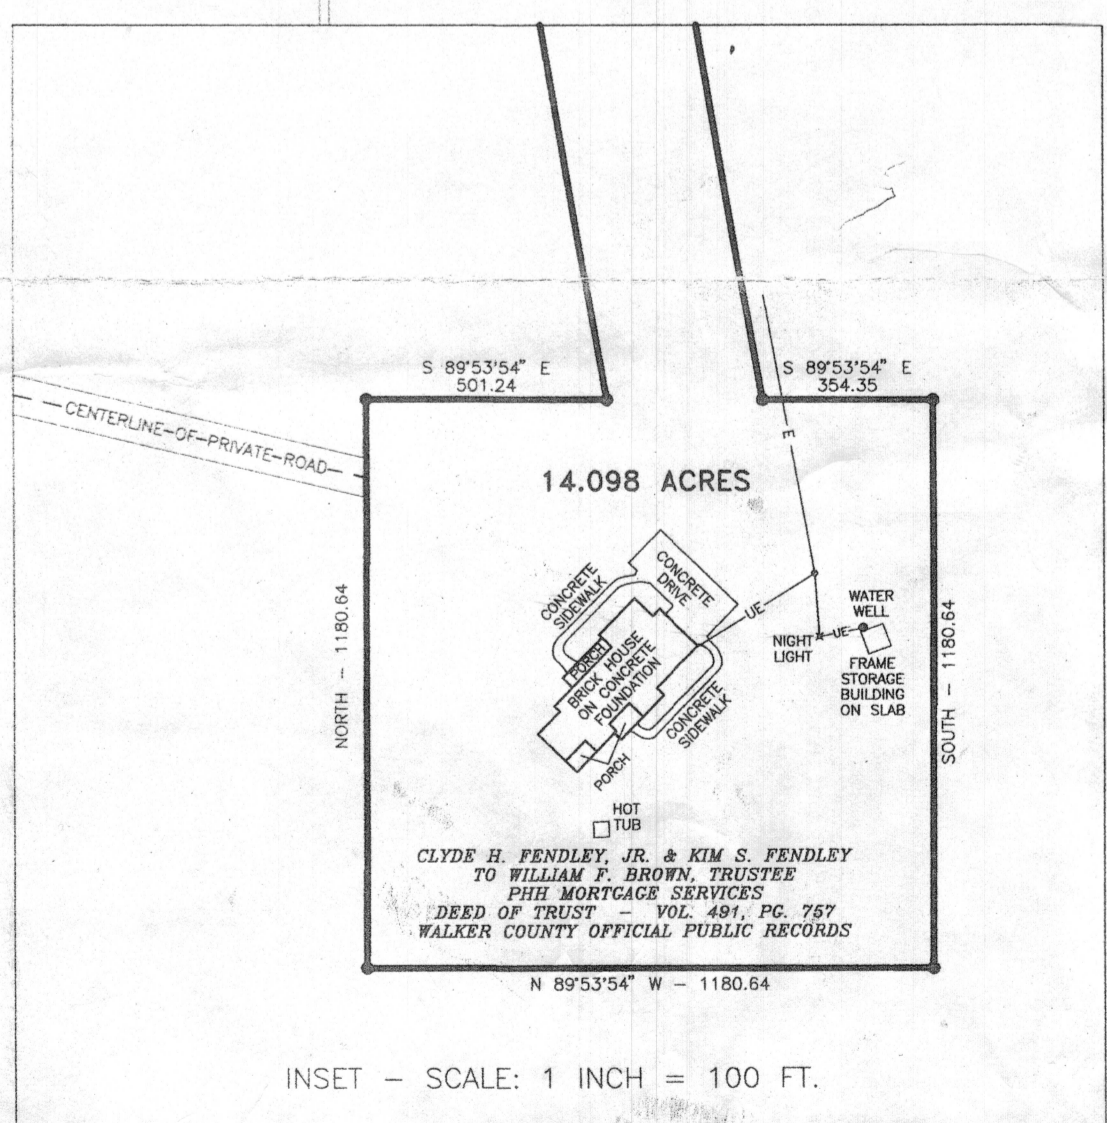 S 89°53'54" E
501.24
S 89°53'54" E
354.35
CENTERLINE-OF-PRIVATE-ROAD
E
14.098 ACRES
CONCRETE
SIDEWALK
CONCRETE
DRIVE
UE
WATER
WELL
NIGHT
LIGHT
UE
FRAME
STORAGE
BUILDING
ON SLAB
PORCH
BRICK HOUSE
ON CONCRETE
FOUNDATION
CONCRETE
SIDEWALK
PORCH
NORTH - 1180.64
SOUTH - 1180.64
HOT
TUB
CLYDE H. FENDLEY, JR. & KIM S. FENDLEY
TO WILLIAM F. BROWN, TRUSTEE
PHH MORTGAGE SERVICES
DEED OF TRUST - VOL. 491, PG. 757
WALKER COUNTY OFFICIAL PUBLIC RECORDS
N 89°53'54" W - 1180.64
INSET - SCALE: 1 INCH = 100 FT.